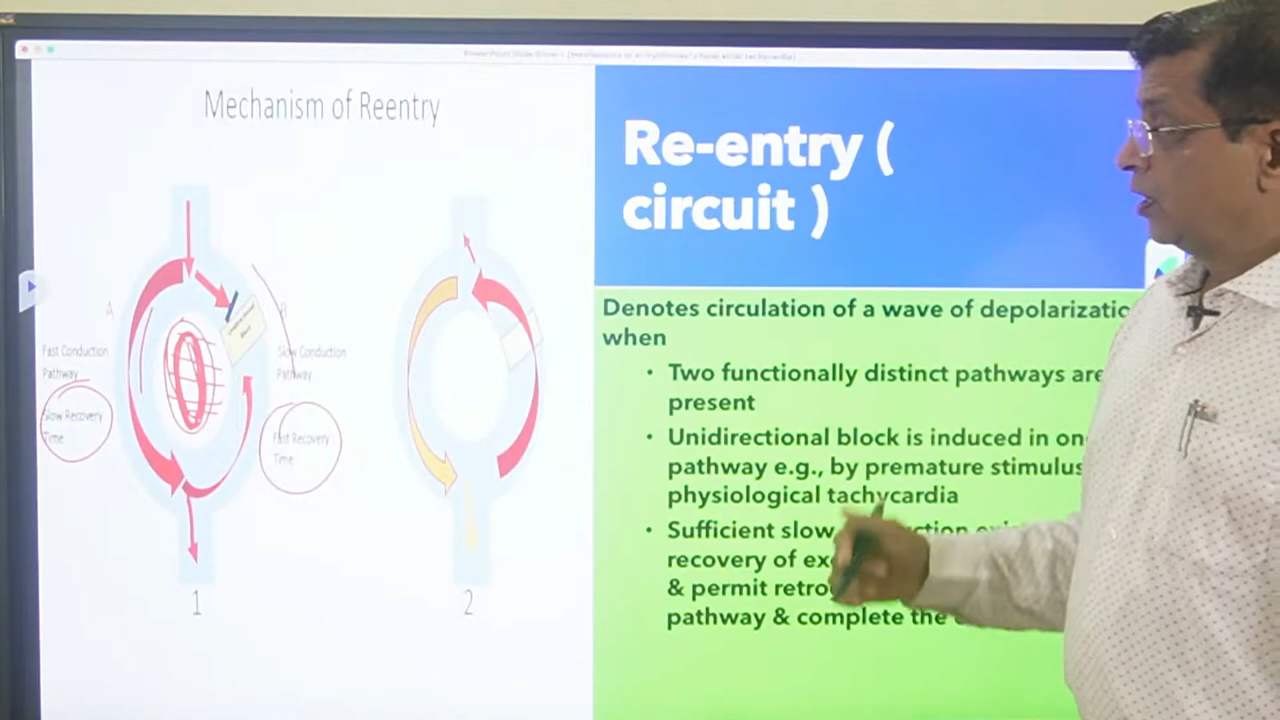 Mechanism of Reentry
A
B
Fast Conduction
Pathway
Slow Recovery
Time
Slow Conduction
Pathway
Fast Recovery
Time
1
2
Re-entry (
circuit )
Denotes circulation of a wave of depolarizatio
when
• Two functionally distinct pathways are
present
• Unidirectional block is induced in on
pathway e.g., by premature stimulus
physiological tachycardia
• Sufficient slow
recovery of
& permit
pathway & complete the